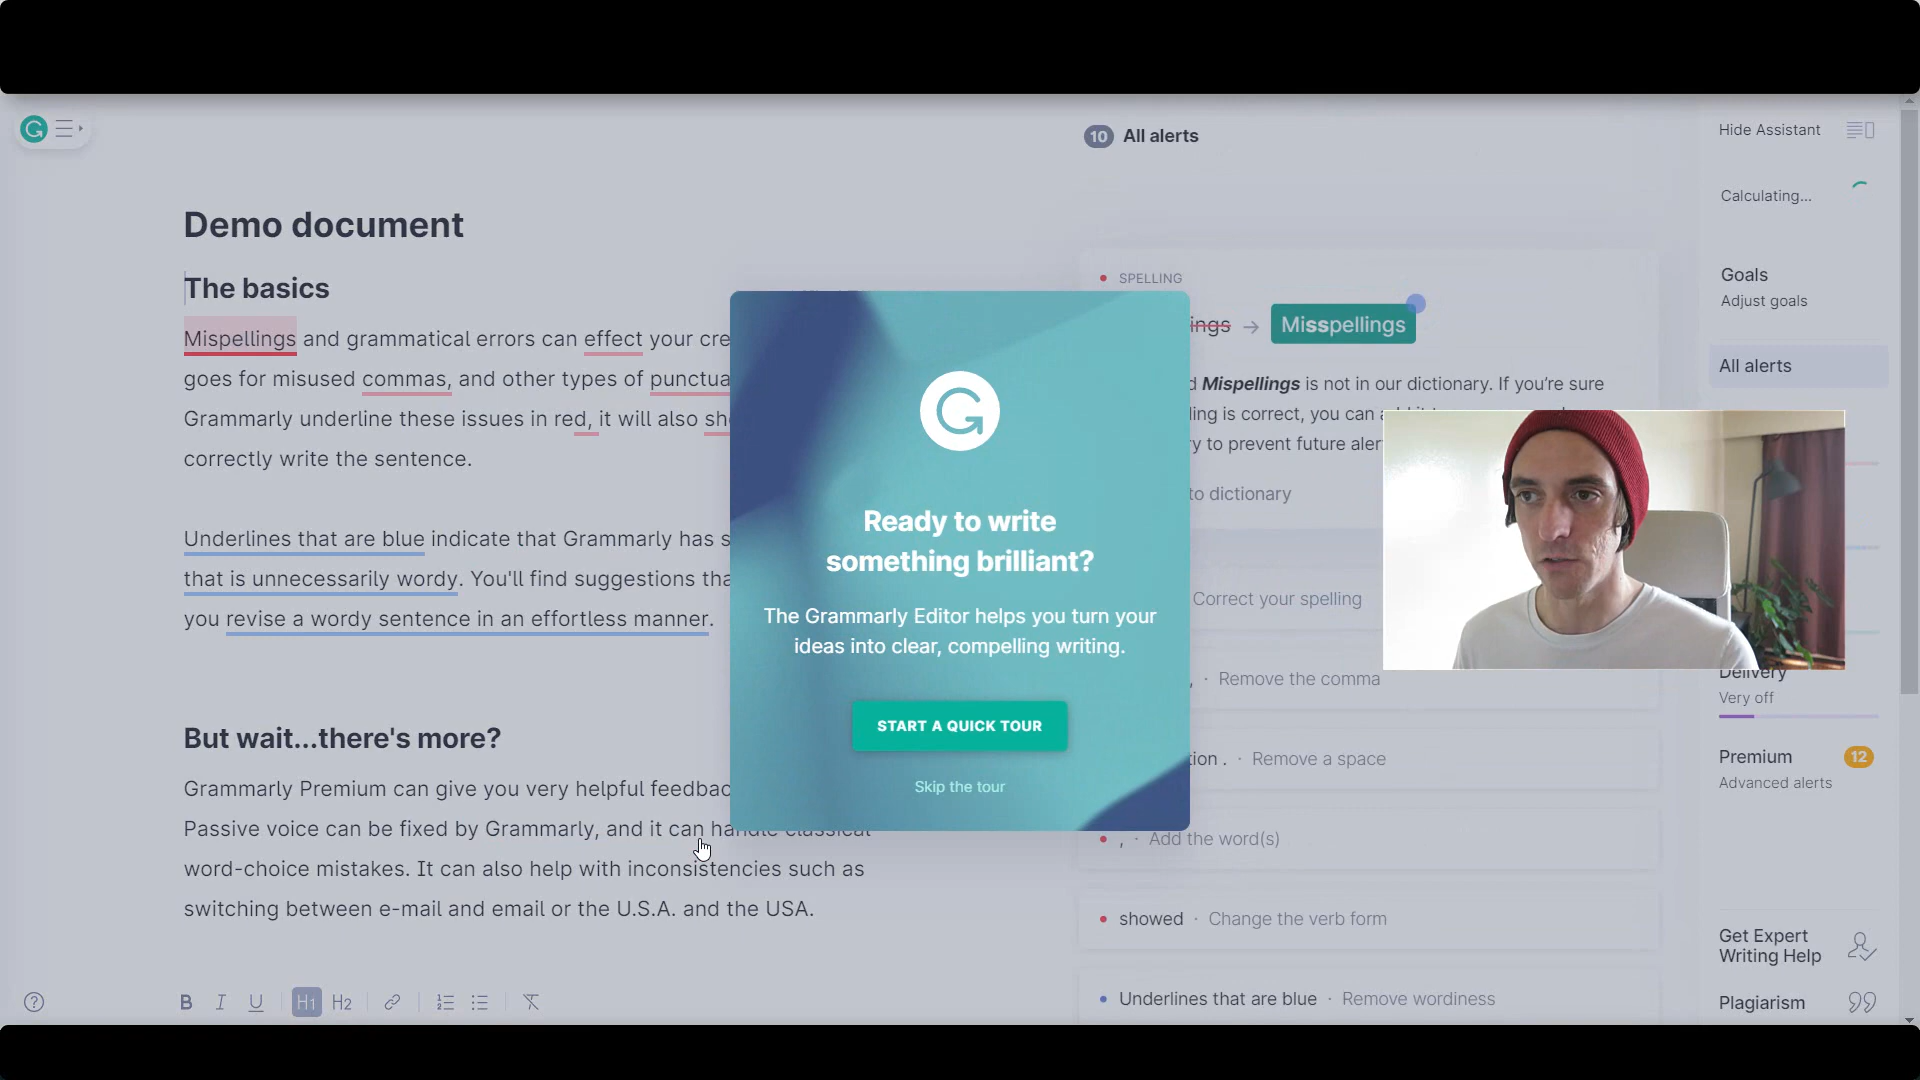 Hide Assistant
10 All alerts
Calculating...
Demo document
The basics
Mispellings and grammatical errors can effect your cre
goes for misused commas, and other types of punctua
Grammarly underline these issues in red, it will also sh
correctly write the sentence.
Underlines that are blue indicate that Grammarly has s
that is unnecessarily wordy. You'll find suggestions tha
you revise a wordy sentence in an effortless manner.
But wait...there's more?
Grammarly Premium can give you very helpful feedbac
Passive voice can be fixed by Grammarly, and it can handle classical
word-choice mistakes. It can also help with inconsistencies such as
switching between e-mail and email or the U.S.A. and the USA.
B I U H1 H2
Ready to write
something brilliant?
The Grammarly Editor helps you turn your
ideas into clear, compelling writing.
START A QUICK TOUR
Skip the tour
SPELLING
ings → Misspellings
d Mispellings is not in our dictionary. If you're sure
ling is correct, you can
y to prevent future aler
to dictionary
Correct your spelling
, · Remove the comma
tion . · Remove a space
, · Add the word(s)
showed · Change the verb form
Underlines that are blue · Remove wordiness
Goals
Adjust goals
All alerts
Delivery
Very off
Premium 12
Advanced alerts
Get Expert
Writing Help
Plagiarism